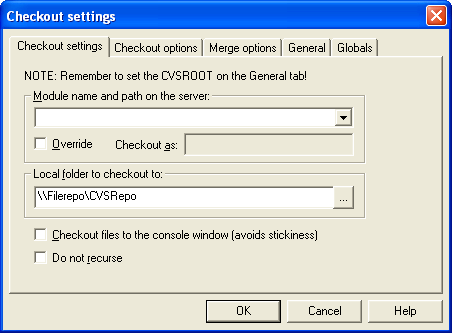 Checkout settings
Checkout settings Checkout options Merge options General Globals
NOTE: Remember to set the CVSROOT on the General tab!
Module name and path on the server:
Override Checkout as:
Local folder to checkout to:
\\Filerepo\CVSRepo ...
Checkout files to the console window (avoids stickiness)
Do not recurse
OK Cancel Help